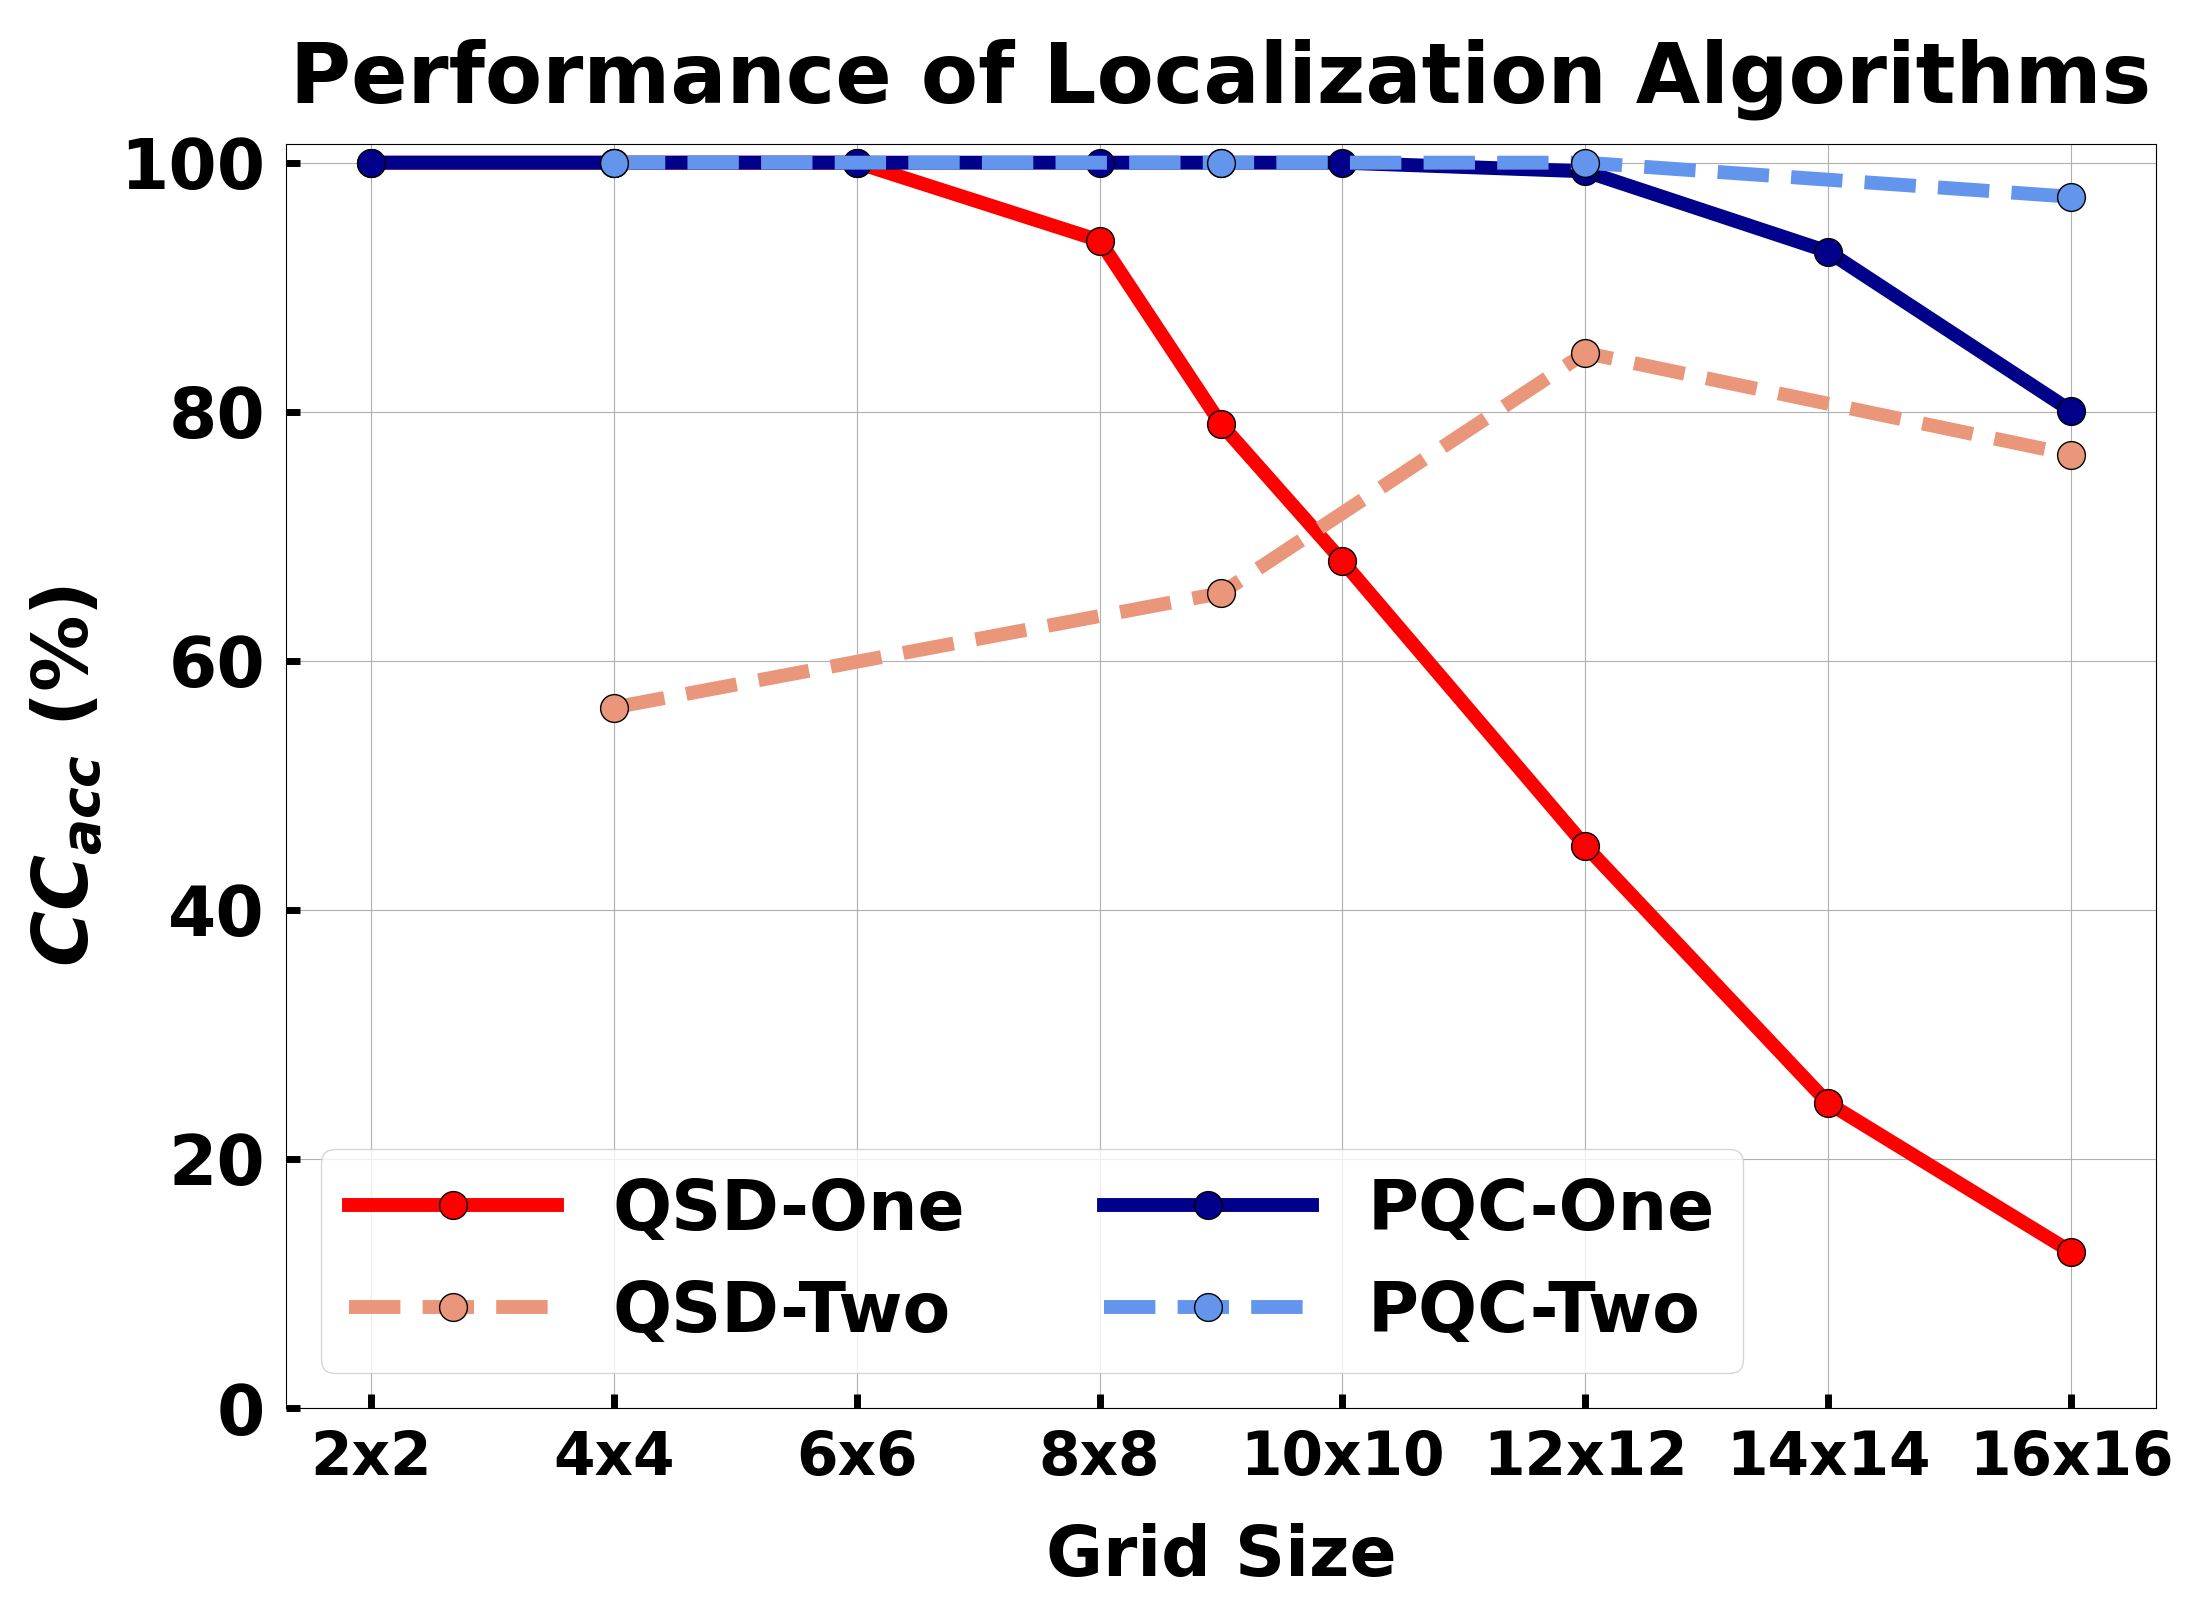 Performance of Localization Algorithms
100
80
60
40
20
0
CC_acc (%)
QSD-One
QSD-Two
PQC-One
PQC-Two
2x2 4x4 6x6 8x8 10x10 12x12 14x14 16x16
Grid Size